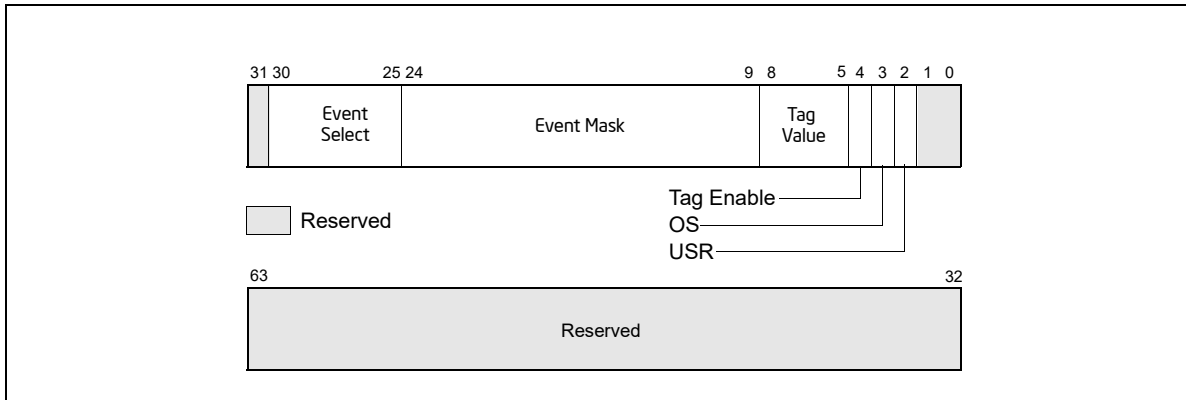 31 30 25 24 9 8 5 4 3 2 1 0
Event
Select
Event Mask
Tag
Value
Tag Enable
OS
USR
Reserved
63 32
Reserved